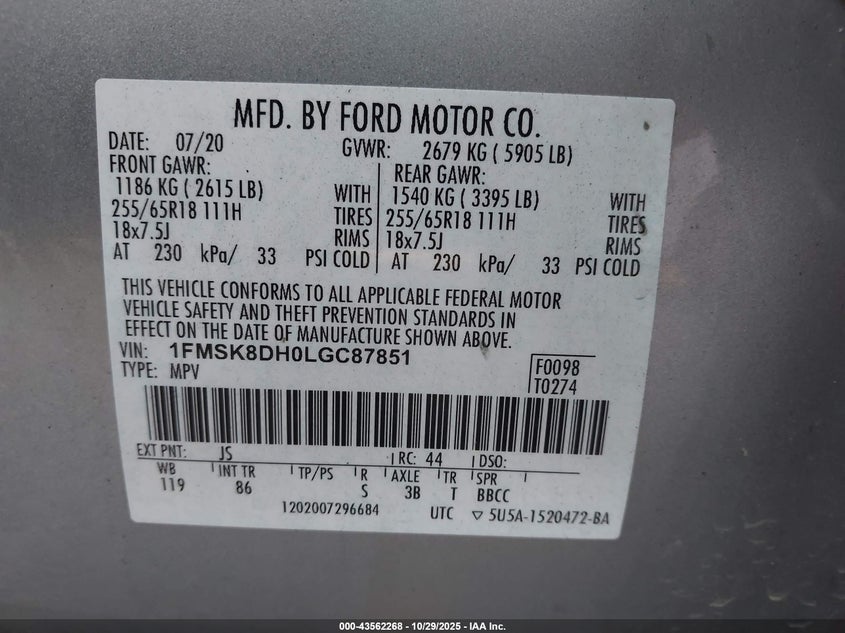 MFD. BY FORD MOTOR CO.
DATE: 07/20 GVWR: 2679 KG ( 5905 LB)
FRONT GAWR: REAR GAWR:
1186 KG ( 2615 LB) WITH 1540 KG ( 3395 LB) WITH
255/65R18 111H TIRES 255/65R18 111H TIRES
18x7.5J RIMS 18x7.5J RIMS
AT 230 kPa/ 33 PSI COLD AT 230 kPa/ 33 PSI COLD
THIS VEHICLE CONFORMS TO ALL APPLICABLE FEDERAL MOTOR
VEHICLE SAFETY AND THEFT PREVENTION STANDARDS IN
EFFECT ON THE DATE OF MANUFACTURE SHOWN ABOVE.
VIN: 1FMSK8DH0LGC87851
TYPE: MPV
F0098
T0274
EXT PNT: JS RC: 44 DSO:
WB INT TR TP/PS R AXLE TR SPR
119 86 S 3B T BBCC
1202007296684 UTC ▽ 5U5A-1520472-BA
000-43562268 - 10/29/2025 - IAA Inc.